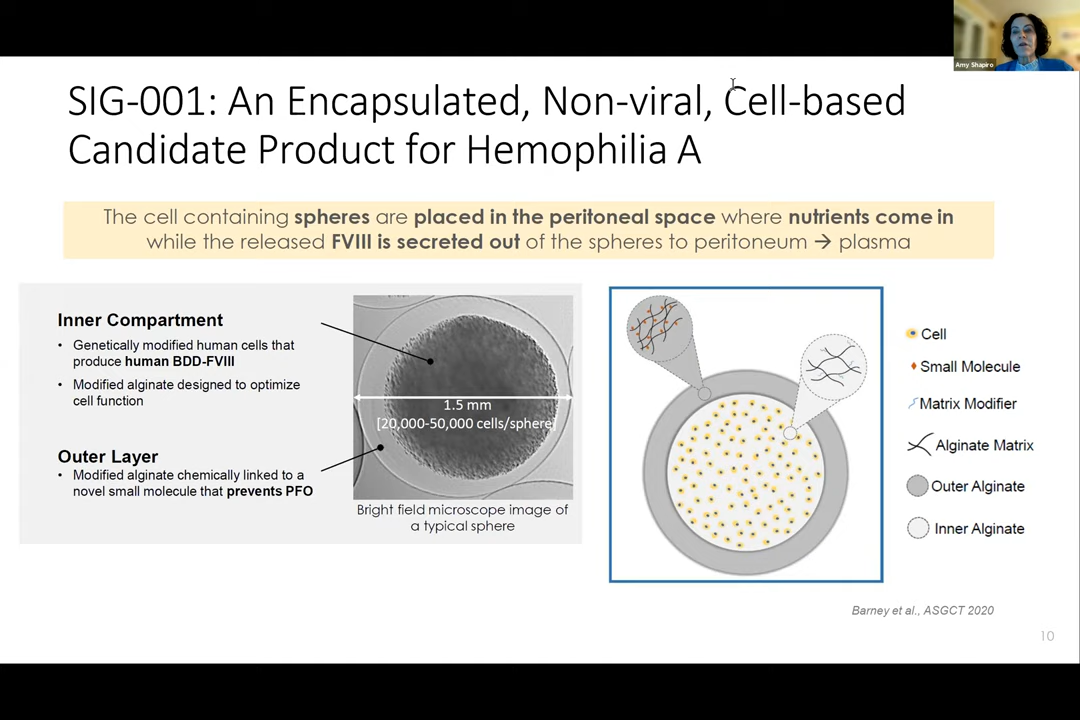 Amy Shapiro
SIG-001: An Encapsulated, Non-viral, Cell-based
Candidate Product for Hemophilia A
The cell containing spheres are placed in the peritoneal space where nutrients come in
while the released FVIII is secreted out of the spheres to peritoneum → plasma
Inner Compartment
• Genetically modified human cells that
produce human BDD-FVIII
• Modified alginate designed to optimize
cell function
Outer Layer
• Modified alginate chemically linked to a
novel small molecule that prevents PFO
1.5 mm
[20,000-50,000 cells/sphere]
Bright field microscope image of
a typical sphere
Cell
Small Molecule
Matrix Modifier
Alginate Matrix
Outer Alginate
Inner Alginate
Barney et al., ASGCT 2020
10